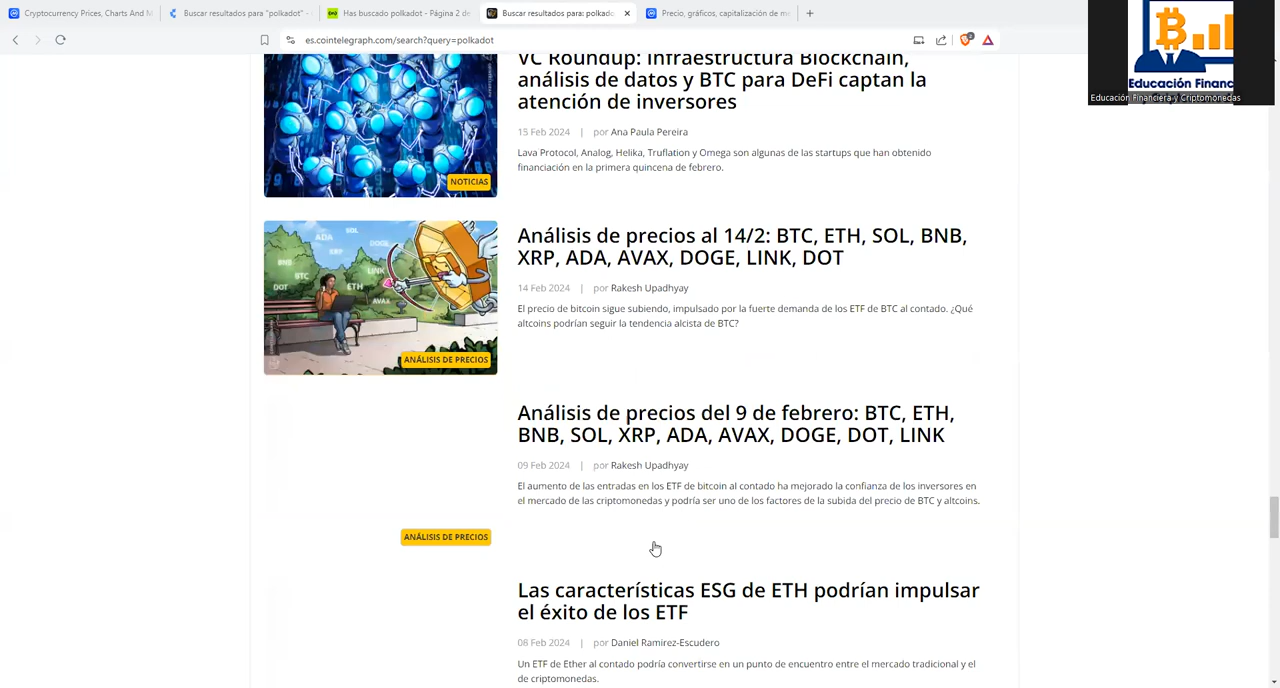 Cryptocurrency Prices, Charts And M
Buscar resultados para "polkadot" -
Has buscado polkadot - Página 2 de
Buscar resultados para: polkado
Precio, gráficos, capitalización de me
es.cointelegraph.com/search?query=polkadot
2
Educación Financ
Educación Financiera y Criptomonedas
VC Roundup: Infraestructura Blockchain,
análisis de datos y BTC para DeFi captan la
atención de inversores
15 Feb 2024 | por Ana Paula Pereira
Lava Protocol, Analog, Helika, Truflation y Omega son algunas de las startups que han obtenido
financiación en la primera quincena de febrero.
NOTICIAS
ADA
SOL
XRP
DOGE
BNB
BTC
LINK
DOT
ETH
AVAX
ANÁLISIS DE PRECIOS
Análisis de precios al 14/2: BTC, ETH, SOL, BNB,
XRP, ADA, AVAX, DOGE, LINK, DOT
14 Feb 2024 | por Rakesh Upadhyay
El precio de bitcoin sigue subiendo, impulsado por la fuerte demanda de los ETF de BTC al contado. ¿Qué
altcoins podrían seguir la tendencia alcista de BTC?
Análisis de precios del 9 de febrero: BTC, ETH,
BNB, SOL, XRP, ADA, AVAX, DOGE, DOT, LINK
09 Feb 2024 | por Rakesh Upadhyay
El aumento de las entradas en los ETF de bitcoin al contado ha mejorado la confianza de los inversores en
el mercado de las criptomonedas y podría ser uno de los factores de la subida del precio de BTC y altcoins.
ANÁLISIS DE PRECIOS
Las características ESG de ETH podrían impulsar
el éxito de los ETF
08 Feb 2024 | por Daniel Ramirez-Escudero
Un ETF de Ether al contado podría convertirse en un punto de encuentro entre el mercado tradicional y el
de criptomonedas.